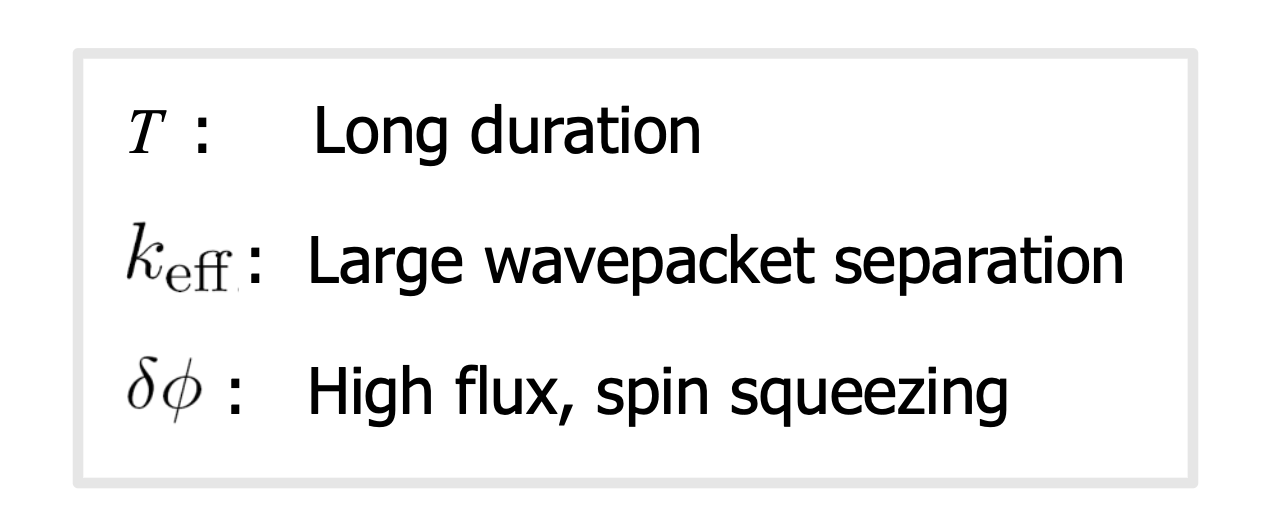 T : Long duration
k_eff : Large wavepacket separation
δϕ : High flux, spin squeezing